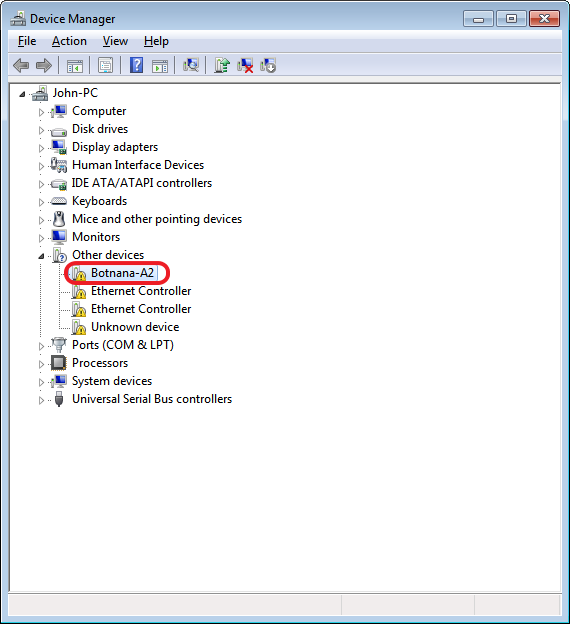 Device Manager
File Action View Help
John-PC
Computer
Disk drives
Display adapters
Human Interface Devices
IDE ATA/ATAPI controllers
Keyboards
Mice and other pointing devices
Monitors
Other devices
Botnana-A2
Ethernet Controller
Ethernet Controller
Unknown device
Ports (COM & LPT)
Processors
System devices
Universal Serial Bus controllers